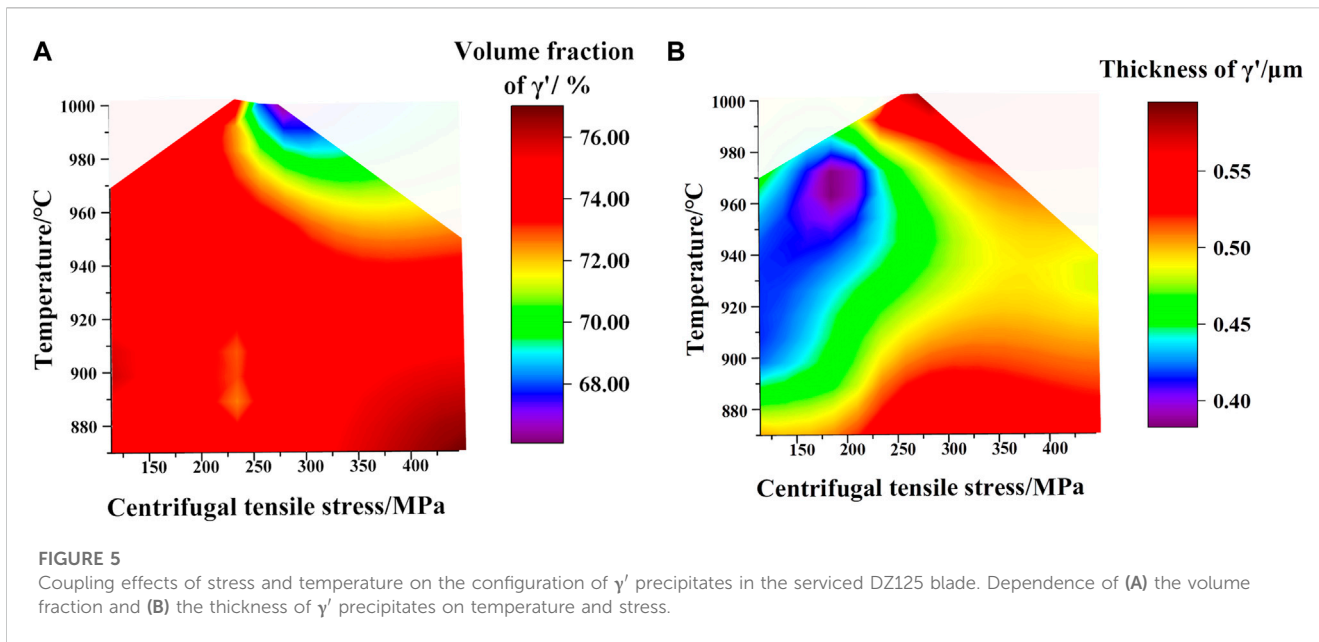 A
Volume fraction
of γ'/ %
1000
980
960
940
920
900
880
Temperature/°C
150
200
250
300
350
400
Centrifugal tensile stress/MPa
76.00
74.00
72.00
70.00
68.00
B
Thickness of γ'/μm
1000
980
960
940
920
900
880
Temperature/°C
150
200
250
300
350
400
Centrifugal tensile stress/MPa
0.55
0.50
0.45
0.40
FIGURE 5
Coupling effects of stress and temperature on the configuration of γ′ precipitates in the serviced DZ125 blade. Dependence of (A) the volume
fraction and (B) the thickness of γ′ precipitates on temperature and stress.